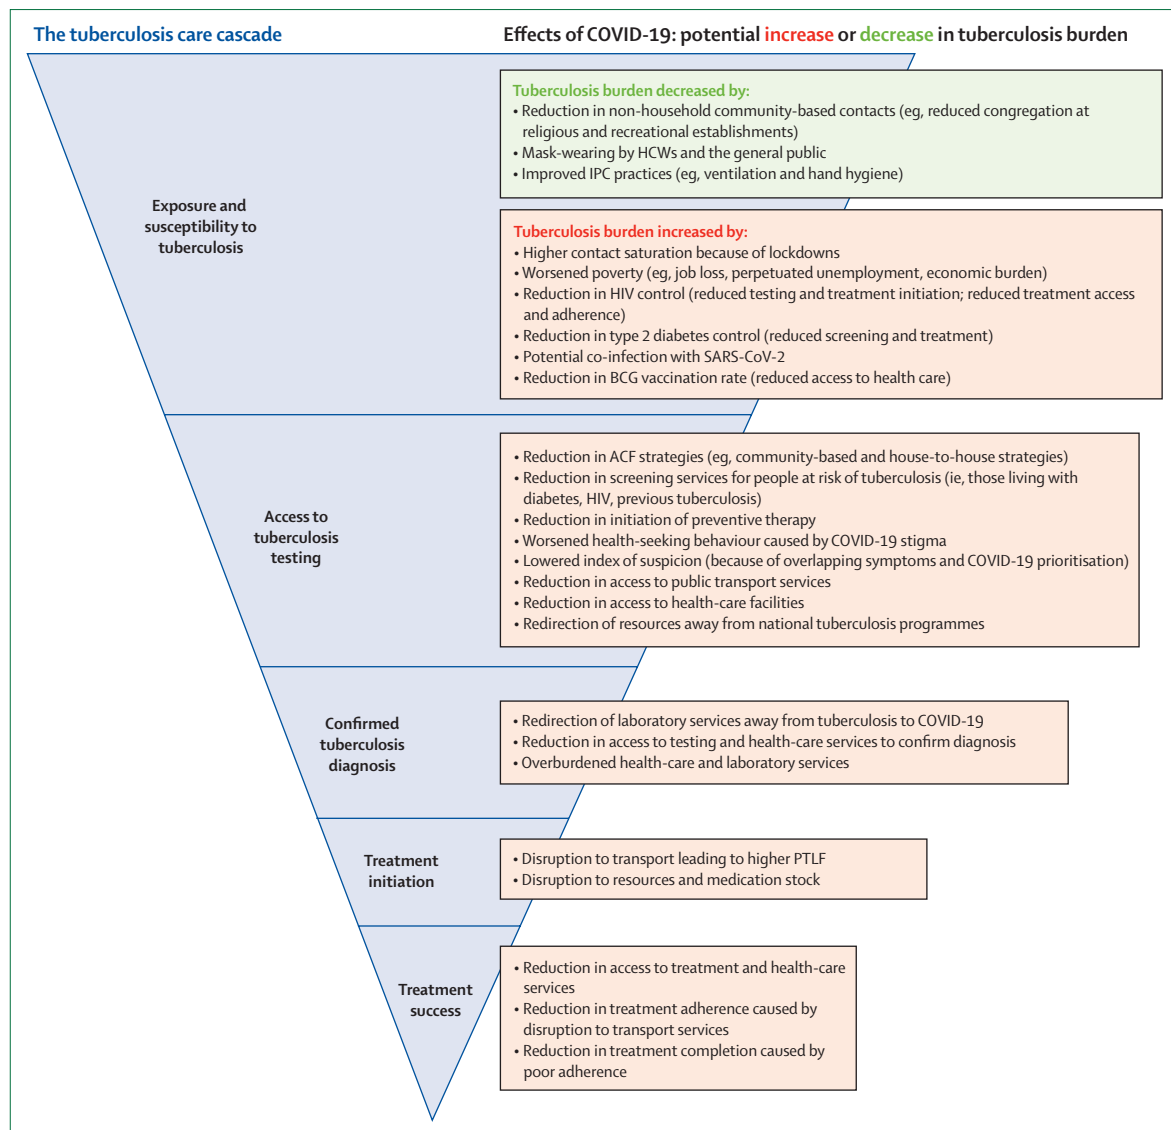 The tuberculosis care cascade
Effects of COVID-19: potential increase or decrease in tuberculosis burden
Exposure and
susceptibility to
tuberculosis
Tuberculosis burden decreased by:
• Reduction in non-household community-based contacts (eg, reduced congregation at
religious and recreational establishments)
• Mask-wearing by HCWs and the general public
• Improved IPC practices (eg, ventilation and hand hygiene)
Tuberculosis burden increased by:
• Higher contact saturation because of lockdowns
• Worsened poverty (eg, job loss, perpetuated unemployment, economic burden)
• Reduction in HIV control (reduced testing and treatment initiation; reduced treatment access
and adherence)
• Reduction in type 2 diabetes control (reduced screening and treatment)
• Potential co-infection with SARS-CoV-2
• Reduction in BCG vaccination rate (reduced access to health care)
Access to
tuberculosis
testing
• Reduction in ACF strategies (eg, community-based and house-to-house strategies)
• Reduction in screening services for people at risk of tuberculosis (ie, those living with
diabetes, HIV, previous tuberculosis)
• Reduction in initiation of preventive therapy
• Worsened health-seeking behaviour caused by COVID-19 stigma
• Lowered index of suspicion (because of overlapping symptoms and COVID-19 prioritisation)
• Reduction in access to public transport services
• Reduction in access to health-care facilities
• Redirection of resources away from national tuberculosis programmes
Confirmed
tuberculosis
diagnosis
• Redirection of laboratory services away from tuberculosis to COVID-19
• Reduction in access to testing and health-care services to confirm diagnosis
• Overburdened health-care and laboratory services
Treatment
initiation
• Disruption to transport leading to higher PTLF
• Disruption to resources and medication stock
Treatment
success
• Reduction in access to treatment and health-care
services
• Reduction in treatment adherence caused by
disruption to transport services
• Reduction in treatment completion caused by
poor adherence